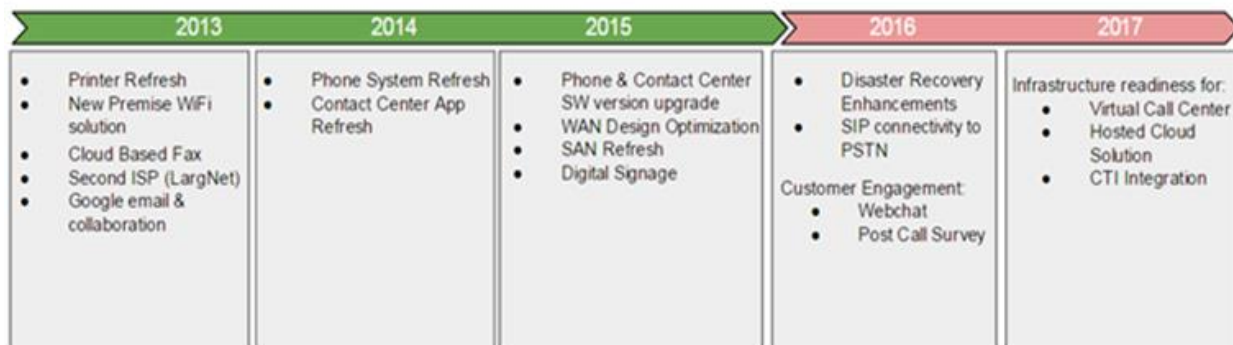 2013
2014
2015
2016
2017
• Printer Refresh
• New Premise WiFi
solution
• Cloud Based Fax
• Second ISP (LargNet)
• Google email &
collaboration
• Phone System Refresh
• Contact Center App
Refresh
• Phone & Contact Center
SW version upgrade
• WAN Design Optimization
• SAN Refresh
• Digital Signage
• Disaster Recovery
Enhancements
• SIP connectivity to
PSTN
Customer Engagement:
• Webchat
• Post Call Survey
Infrastructure readiness for:
• Virtual Call Center
• Hosted Cloud
Solution
• CTI Integration